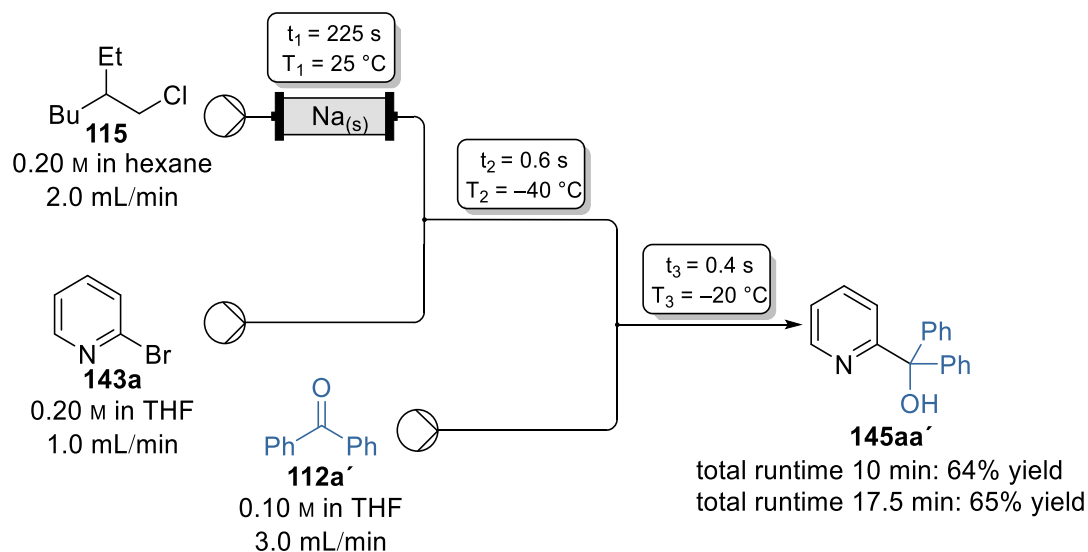 Et
Bu
Cl
115
0.20 M in hexane
2.0 mL/min
t₁ = 225 s
T₁ = 25 °C
Na(s)
t₂ = 0.6 s
T₂ = –40 °C
N
Br
143a
0.20 M in THF
1.0 mL/min
t₃ = 0.4 s
T₃ = –20 °C
O
Ph
Ph
112a´
0.10 M in THF
3.0 mL/min
N
Ph
Ph
OH
145aa´
total runtime 10 min: 64% yield
total runtime 17.5 min: 65% yield